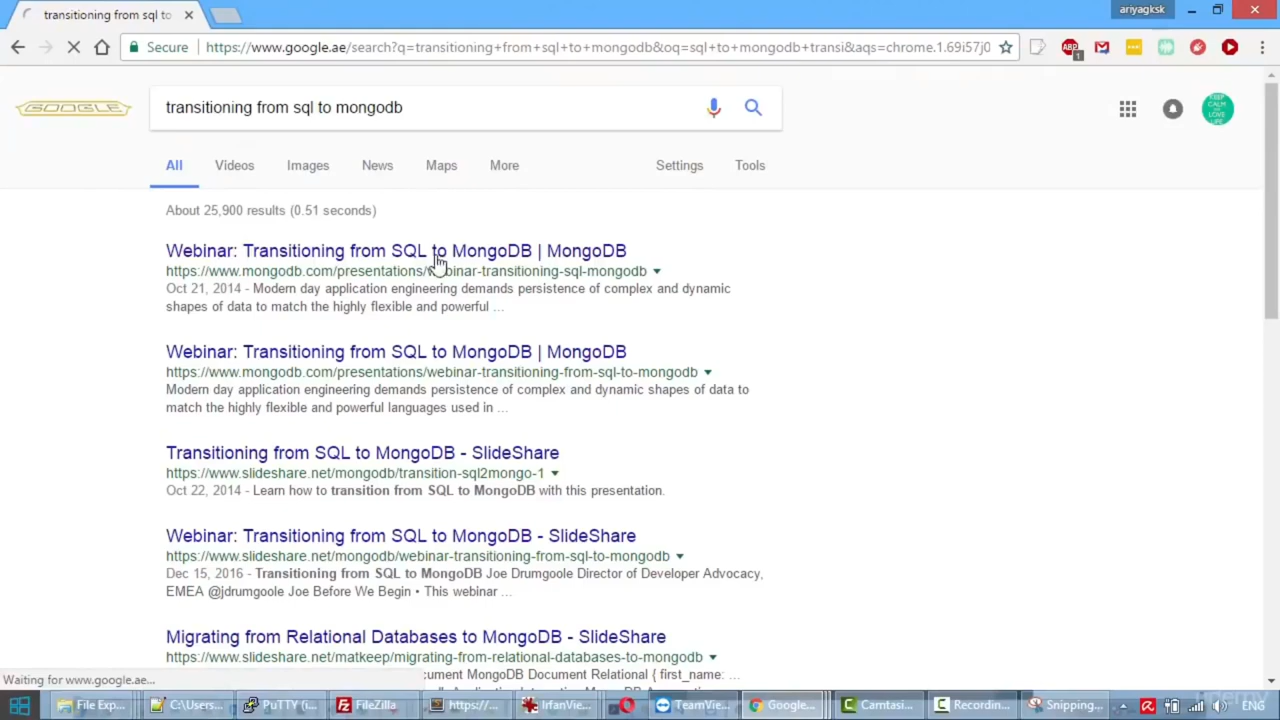 transitioning from sql to
ariyagksk
Secure
https://www.google.ae/search?q=transitioning+from+sql+to+mongodb&oq=sql+to+mongodb+transi&aqs=chrome.1.69i57j0
ABP
1
GOOGLE
transitioning from sql to mongodb
KEEP
CALM
LOVE
All
Videos
Images
News
Maps
More
Settings
Tools
About 25,900 results (0.51 seconds)
Webinar: Transitioning from SQL to MongoDB | MongoDB
https://www.mongodb.com/presentations/webinar-transitioning-sql-mongodb
Oct 21, 2014 - Modern day application engineering demands persistence of complex and dynamic
shapes of data to match the highly flexible and powerful ...
Webinar: Transitioning from SQL to MongoDB | MongoDB
https://www.mongodb.com/presentations/webinar-transitioning-from-sql-to-mongodb
Modern day application engineering demands persistence of complex and dynamic shapes of data to
match the highly flexible and powerful languages used in ...
Transitioning from SQL to MongoDB - SlideShare
https://www.slideshare.net/mongodb/transition-sql2mongo-1
Oct 22, 2014 - Learn how to transition from SQL to MongoDB with this presentation.
Webinar: Transitioning from SQL to MongoDB - SlideShare
https://www.slideshare.net/mongodb/webinar-transitioning-from-sql-to-mongodb
Dec 15, 2016 - Transitioning from SQL to MongoDB Joe Drumgoole Director of Developer Advocacy,
EMEA @jdrumgoole Joe Before We Begin • This webinar ...
Migrating from Relational Databases to MongoDB - SlideShare
https://www.slideshare.net/matkeep/migrating-from-relational-databases-to-mongodb
Waiting for www.google.ae...
cument MongoDB Document Relational { first_name: ...
File Exp...
C:\Users...
PuTTY (i...
FileZilla
https://...
IrfanVie...
TeamVie...
Google...
Camtasi...
Recordin...
Snipping...
ENG